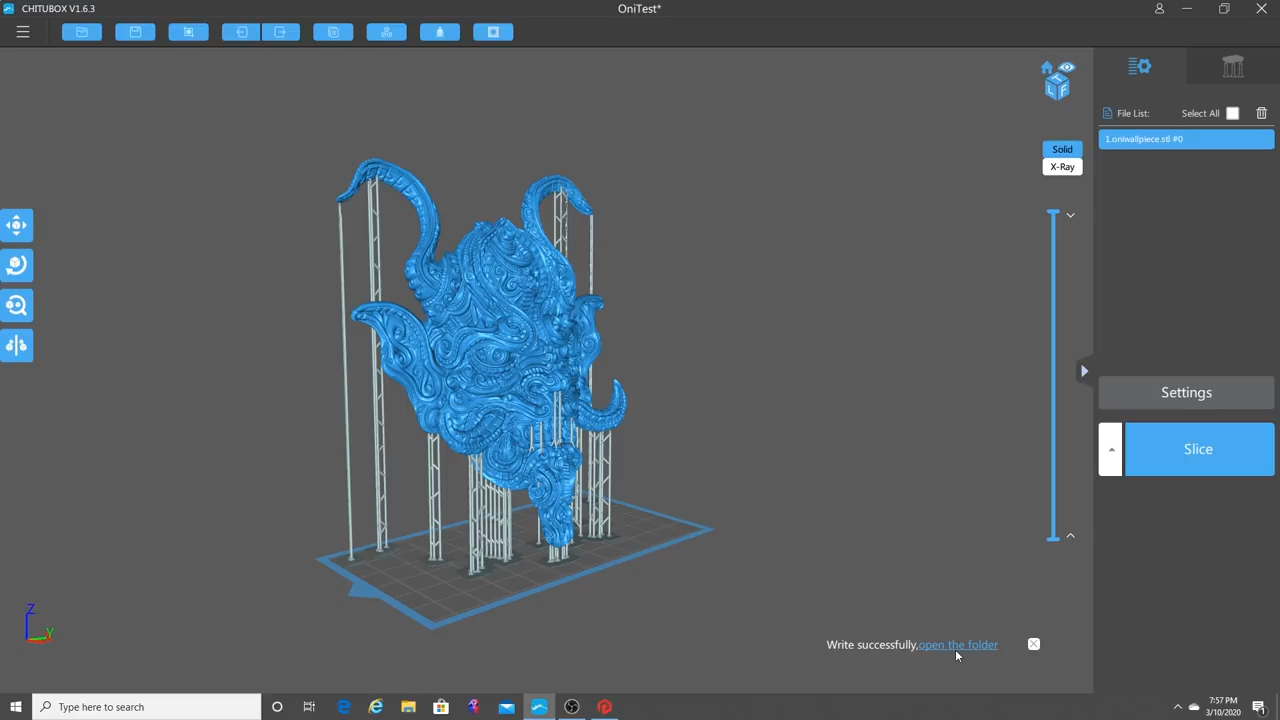 CHITUBOX V1.6.3
OniTest*
File List:
Select All
1.oniwallpiece.stl #0
Solid
X-Ray
Settings
Slice
Write successfully,open the folder
Z
Y
Type here to search
7:57 PM
3/10/2020